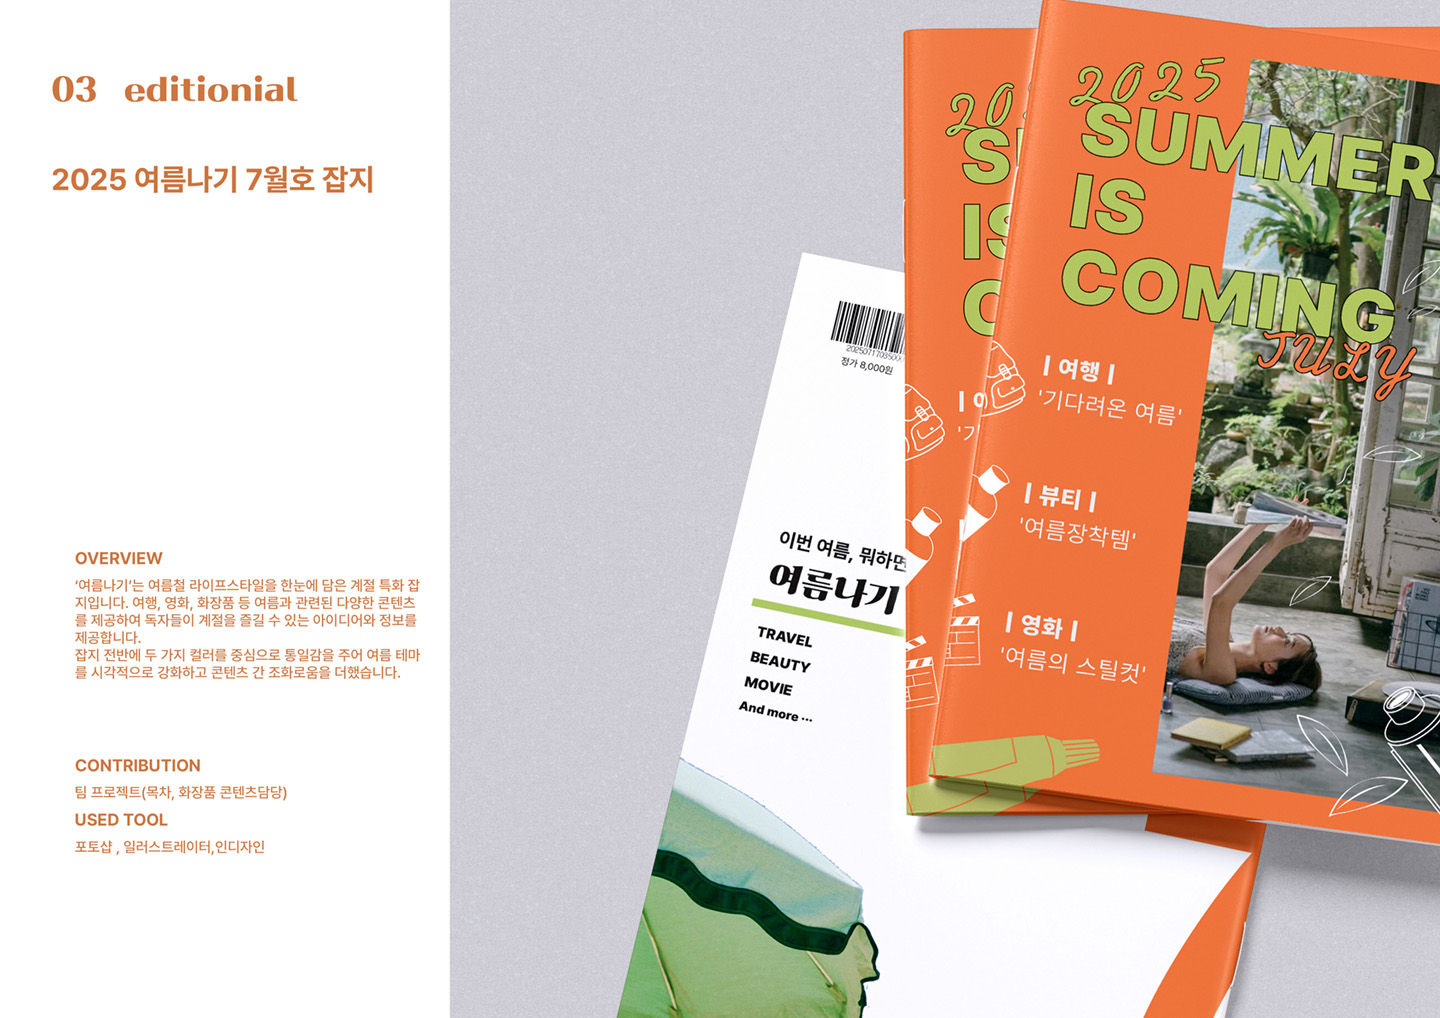 03 editionial
2025 여름나기 7월호 잡지
OVERVIEW
‘여름나기’는 여름철 라이프스타일을 한눈에 담은 계절 특화 잡
지입니다. 여행, 영화, 화장품 등 여름과 관련된 다양한 콘텐츠
를 제공하여 독자들이 계절을 즐길 수 있는 아이디어와 정보를
제공합니다.
잡지 전반에 두 가지 컬러를 중심으로 통일감을 주어 여름 테마
를 시각적으로 강화하고 콘텐츠 간 조화로움을 더했습니다.
CONTRIBUTION
팀 프로젝트(목차, 화장품 콘텐츠담당)
USED TOOL
포토샵 , 일러스트레이터,인디자인
정가 8,000원
이번 여름, 뭐하면
여름나기
TRAVEL
BEAUTY
MOVIE
And more ···
20
S
IS
C
| 여
'기
2025
SUMMER
IS
COMING
JULY
| 여행 |
'기다려온 여름'
| 뷰티 |
'여름장착템'
| 영화 |
'여름의 스틸컷'